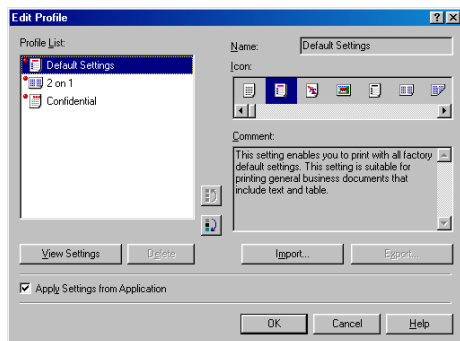 Edit Profile
Profile List:
Default Settings
2 on 1
Confidential
View Settings
Delete
Name:
Default Settings
Icon:
Comment:
This setting enables you to print with all factory
default settings. This setting is suitable for
printing general business documents that
include text and table.
Import...
Export...
Apply Settings from Application
OK
Cancel
Help